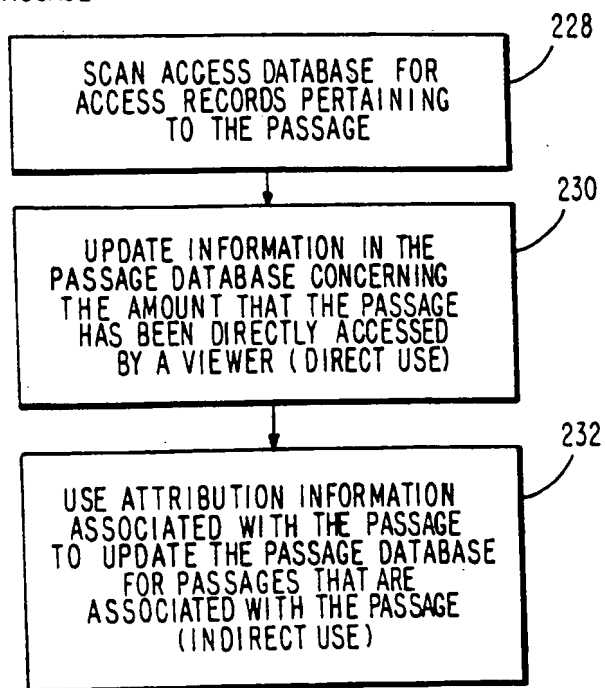 228
SCAN ACCESS DATABASE FOR
ACCESS RECORDS PERTAINING
TO THE PASSAGE
230
UPDATE INFORMATION IN THE
PASSAGE DATABASE CONCERNING
THE AMOUNT THAT THE PASSAGE
HAS BEEN DIRECTLY ACCESSED
BY A VIEWER (DIRECT USE)
232
USE ATTRIBUTION INFORMATION
ASSOCIATED WITH THE PASSAGE
TO UPDATE THE PASSAGE DATABASE
FOR PASSAGES THAT ARE
ASSOCIATED WITH THE PASSAGE
(INDIRECT USE)